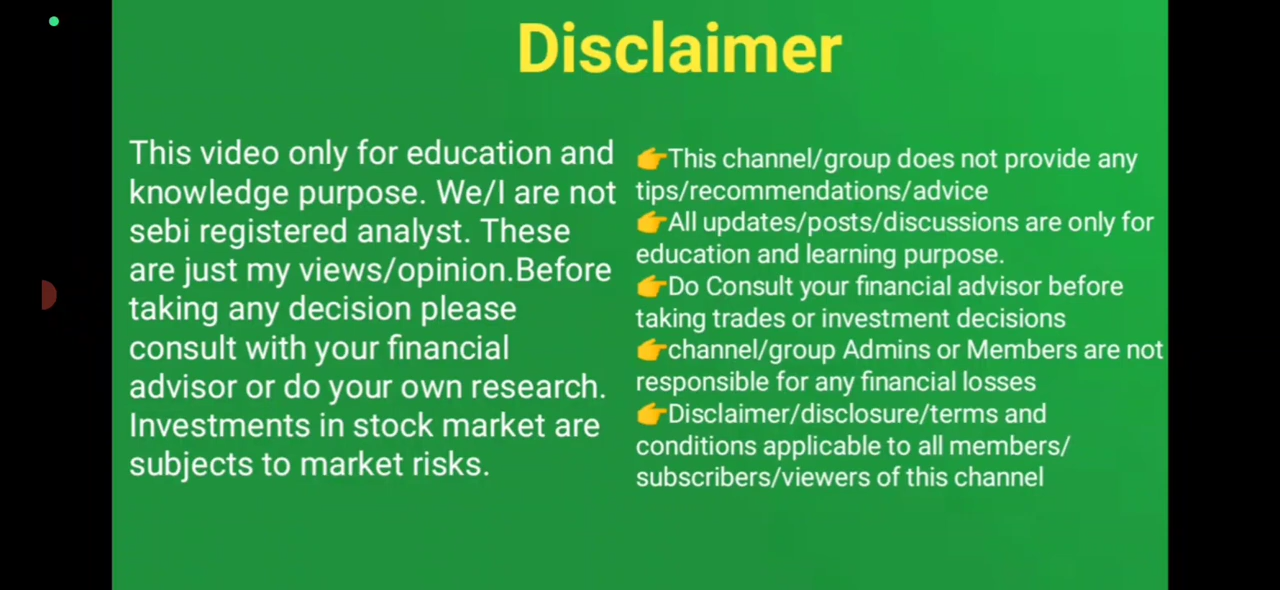 Disclaimer
This video only for education and
knowledge purpose. We/I are not
sebi registered analyst. These
are just my views/opinion.Before
taking any decision please
consult with your financial
advisor or do your own research.
Investments in stock market are
subjects to market risks.
👉This channel/group does not provide any
tips/recommendations/advice
👉All updates/posts/discussions are only for
education and learning purpose.
👉Do Consult your financial advisor before
taking trades or investment decisions
👉channel/group Admins or Members are not
responsible for any financial losses
👉Disclaimer/disclosure/terms and
conditions applicable to all members/
subscribers/viewers of this channel